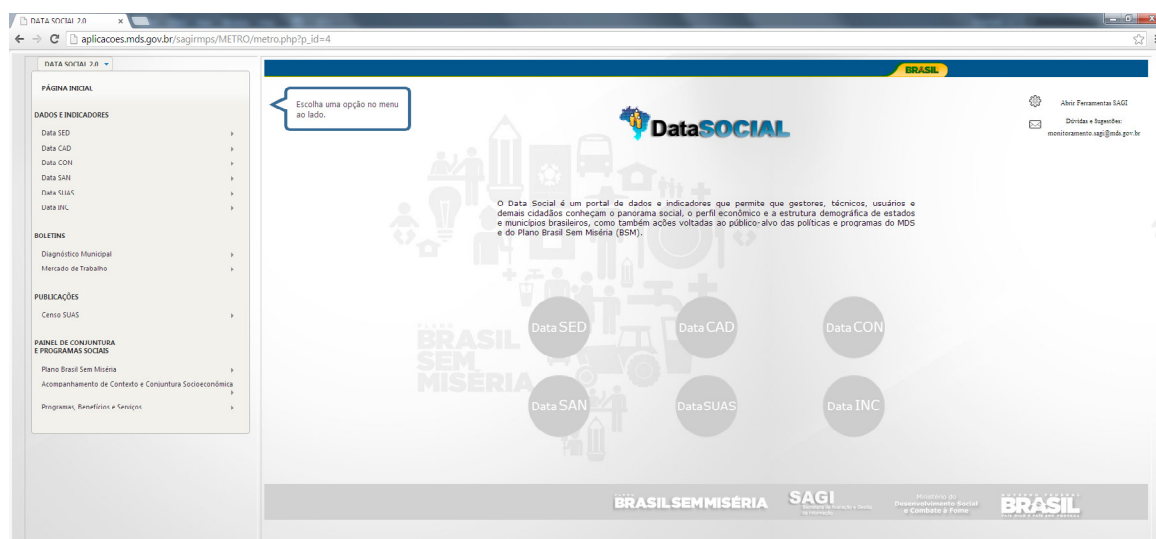 DATA SOCIAL 2.0
aplicacoes.mds.gov.br/sagirmps/METRO/metro.php?p_id=4
DATA SOCIAL 2.0
PÁGINA INICIAL
DADOS E INDICADORES
Data SED
Data CAD
Data CON
Data SAN
Data SUAS
Data INC
BOLETINS
Diagnóstico Municipal
Mercado de Trabalho
PUBLICAÇÕES
Censo SUAS
PAINEL DE CONJUNTURA
E PROGRAMAS SOCIAIS
Plano Brasil Sem Miséria
Acompanhamento de Contexto e Conjuntura Socioeconômica
Programas, Benefícios e Serviços
BRASIL
Escolha uma opção no menu
ao lado.
DataSOCIAL
Abrir Ferramentas SAGI
Dúvidas e Sugestões:
monitoramento.sagi@mds.gov.br
O Data Social é um portal de dados e indicadores que permite que gestores, técnicos, usuários e
demais cidadãos conheçam o panorama social, o perfil econômico e a estrutura demográfica de estados
e municípios brasileiros, como também ações voltadas ao público-alvo das políticas e programas do MDS
e do Plano Brasil Sem Miséria (BSM).
PLANO
BRASIL
SEM
MISÉRIA
Data SED
Data CAD
Data CON
Data SAN
DataSUAS
Data INC
BRASIL SEM MISÉRIA
SAGI
Ministério do
Desenvolvimento Social
e Combate à Fome
BRASIL